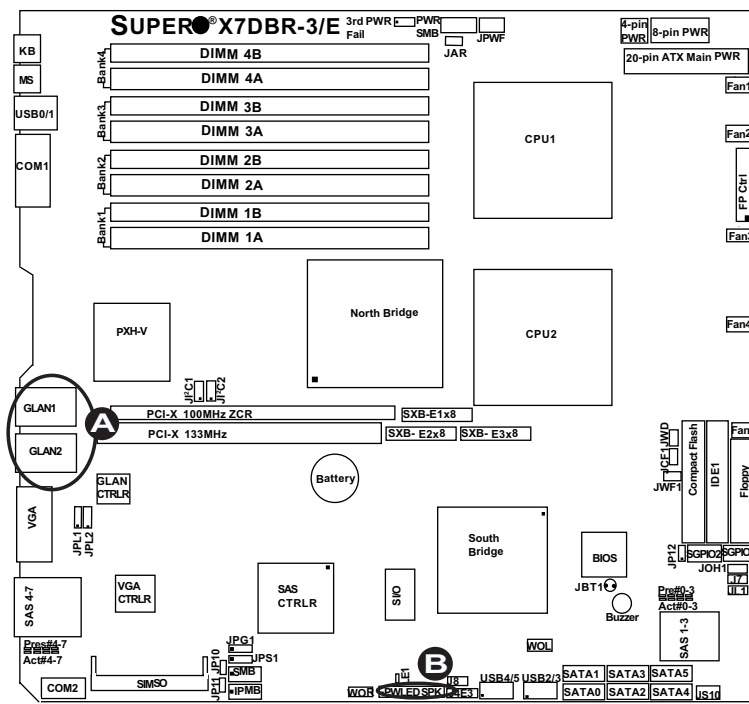 SUPER®X7DBR-3/E
3rd PWR Fail
PWR SMB
JPWF
JAR
4-pin PWR
8-pin PWR
20-pin ATX Main PWR
KB
MS
USB0/1
COM1
Bank4
DIMM 4B
DIMM 4A
Bank3
DIMM 3B
DIMM 3A
Bank2
DIMM 2B
DIMM 2A
Bank1
DIMM 1B
DIMM 1A
CPU1
Fan1
Fan2
FP Ctrl
Fan3
North Bridge
CPU2
Fan4
PXH-V
JI²C1
JI²C2
GLAN1
A
GLAN2
PCI-X 100MHz ZCR
SXB-E1x8
PCI-X 133MHz
SXB- E2x8
SXB- E3x8
JWD
JCF1
JWF1
Compact Flash
IDE1
Fan
Floppy
GLAN CTRLR
Battery
VGA
JPL1
JPL2
South Bridge
BIOS
JP12
SGPIO2
SGPIO
JOH1
J7
JL1
JBT1
Buzzer
Pre#0-3
Act#0-3
SAS 1-3
SAS 4-7
VGA CTRLR
SAS CTRLR
SIO
Pres#4-7
Act#4-7
JPG1
JPS1
JP10
SMB
JP11
IPMB
COM2
SIMSO
WOL
B
LE1
J8
WOR
PWLED SPK
J4E3
USB4/5
USB2/3
SATA1
SATA3
SATA5
SATA0
SATA2
SATA4
JS10